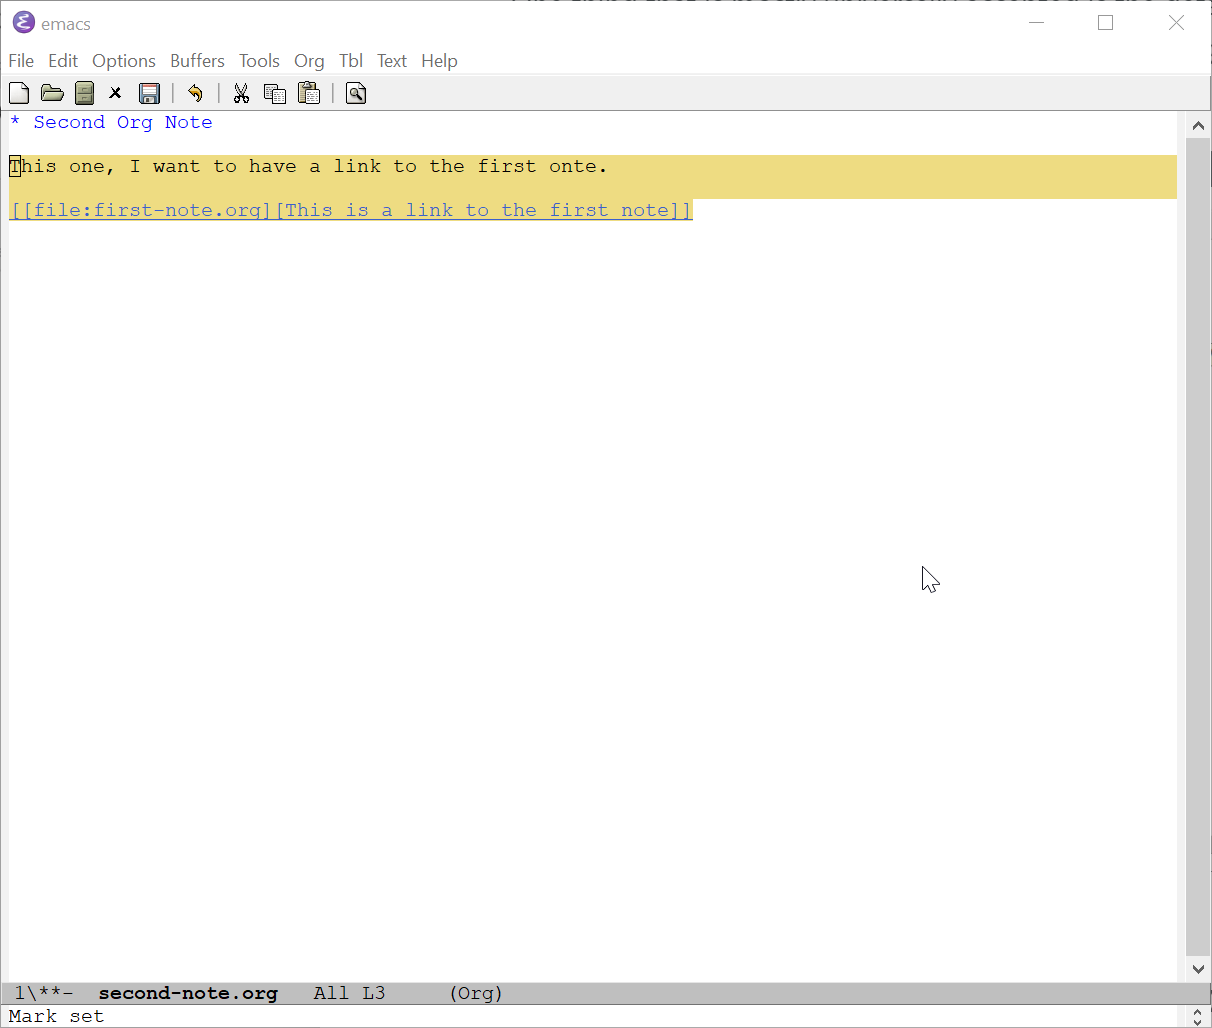 emacs
File Edit Options Buffers Tools Org Tbl Text Help
* Second Org Note
This one, I want to have a link to the first onte.
[[file:first-note.org][This is a link to the first note]]
1\**-  second-note.org   All L3     (Org)
Mark set